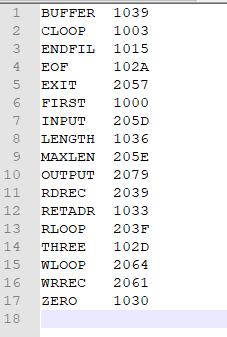 1 BUFFER 1039
2 CLOOP 1003
3 ENDFIL 1015
4 EOF 102A
5 EXIT 2057
6 FIRST 1000
7 INPUT 205D
8 LENGTH 1036
9 MAXLEN 205E
10 OUTPUT 2079
11 RDREC 2039
12 RETADR 1033
13 RLOOP 203F
14 THREE 102D
15 WLOOP 2064
16 WRREC 2061
17 ZERO 1030
18